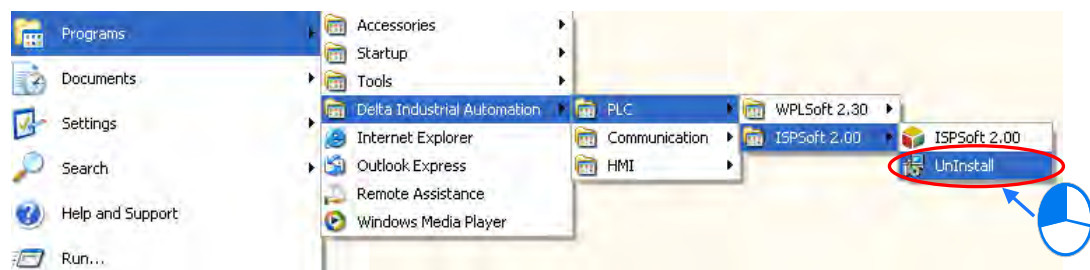 Programs
Documents
Settings
Search
Help and Support
Run...
Accessories
Startup
Tools
Delta Industrial Automation
Internet Explorer
Outlook Express
Remote Assistance
Windows Media Player
PLC
Communication
HMI
WPLSoft 2.30
ISPSoft 2.00
ISPSoft 2.00
UnInstall